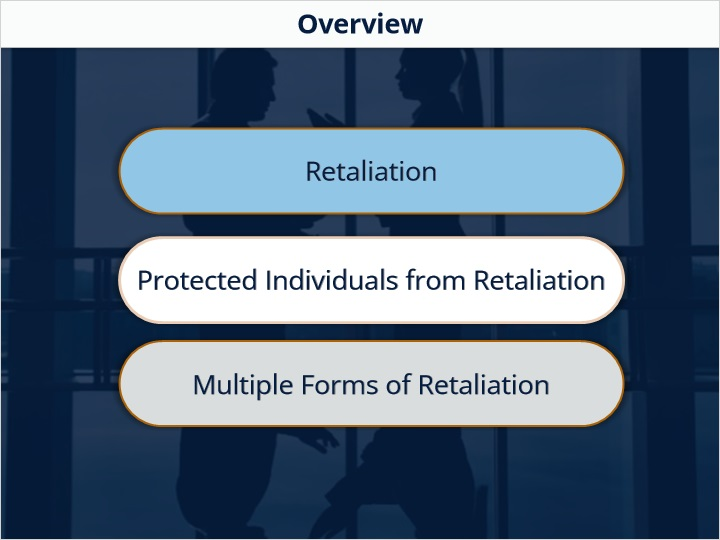 Overview
Retaliation
Protected Individuals from Retaliation
Multiple Forms of Retaliation